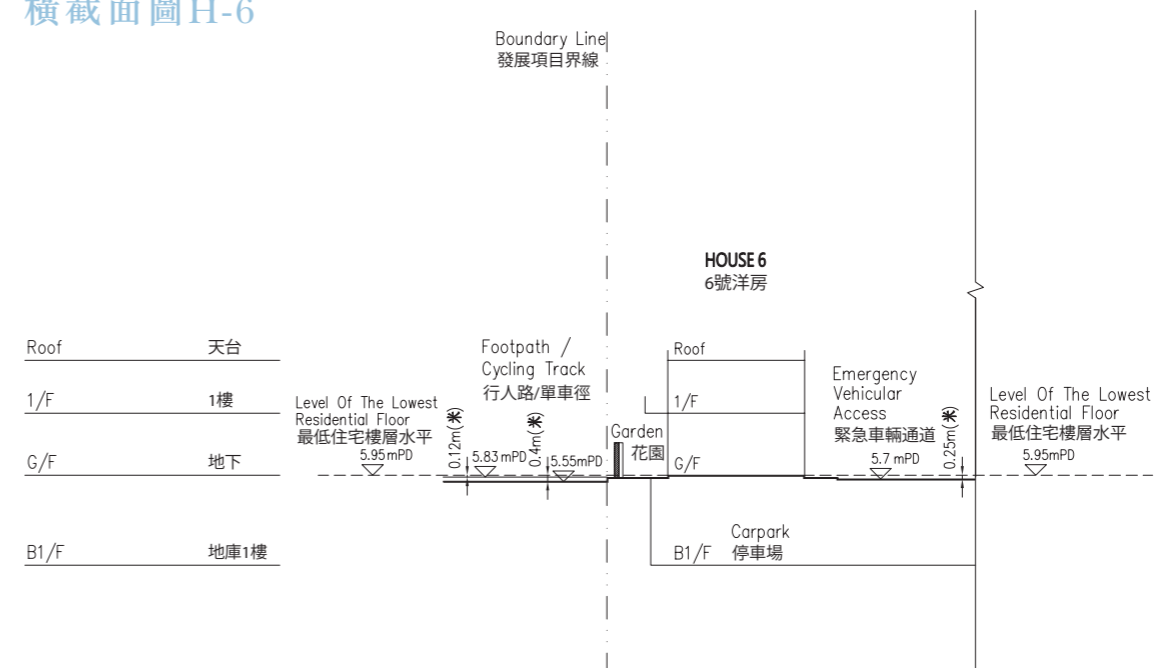 橫截面圖H-6
Boundary Line
發展項目界線
HOUSE 6
6號洋房
Roof 天台
1/F 1樓
G/F 地下
B1/F 地庫1樓
Level Of The Lowest
Residential Floor
最低住宅樓層水平
5.95mPD
0.12m(米)
Footpath /
Cycling Track
行人路/單車徑
5.83mPD
0.4m(米)
5.55mPD
Garden
花園
Roof
1/F
G/F
B1/F
Carpark
停車場
Emergency
Vehicular
Access
緊急車輛通道
5.7 mPD
0.25m(米)
Level Of The Lowest
Residential Floor
最低住宅樓層水平
5.95mPD